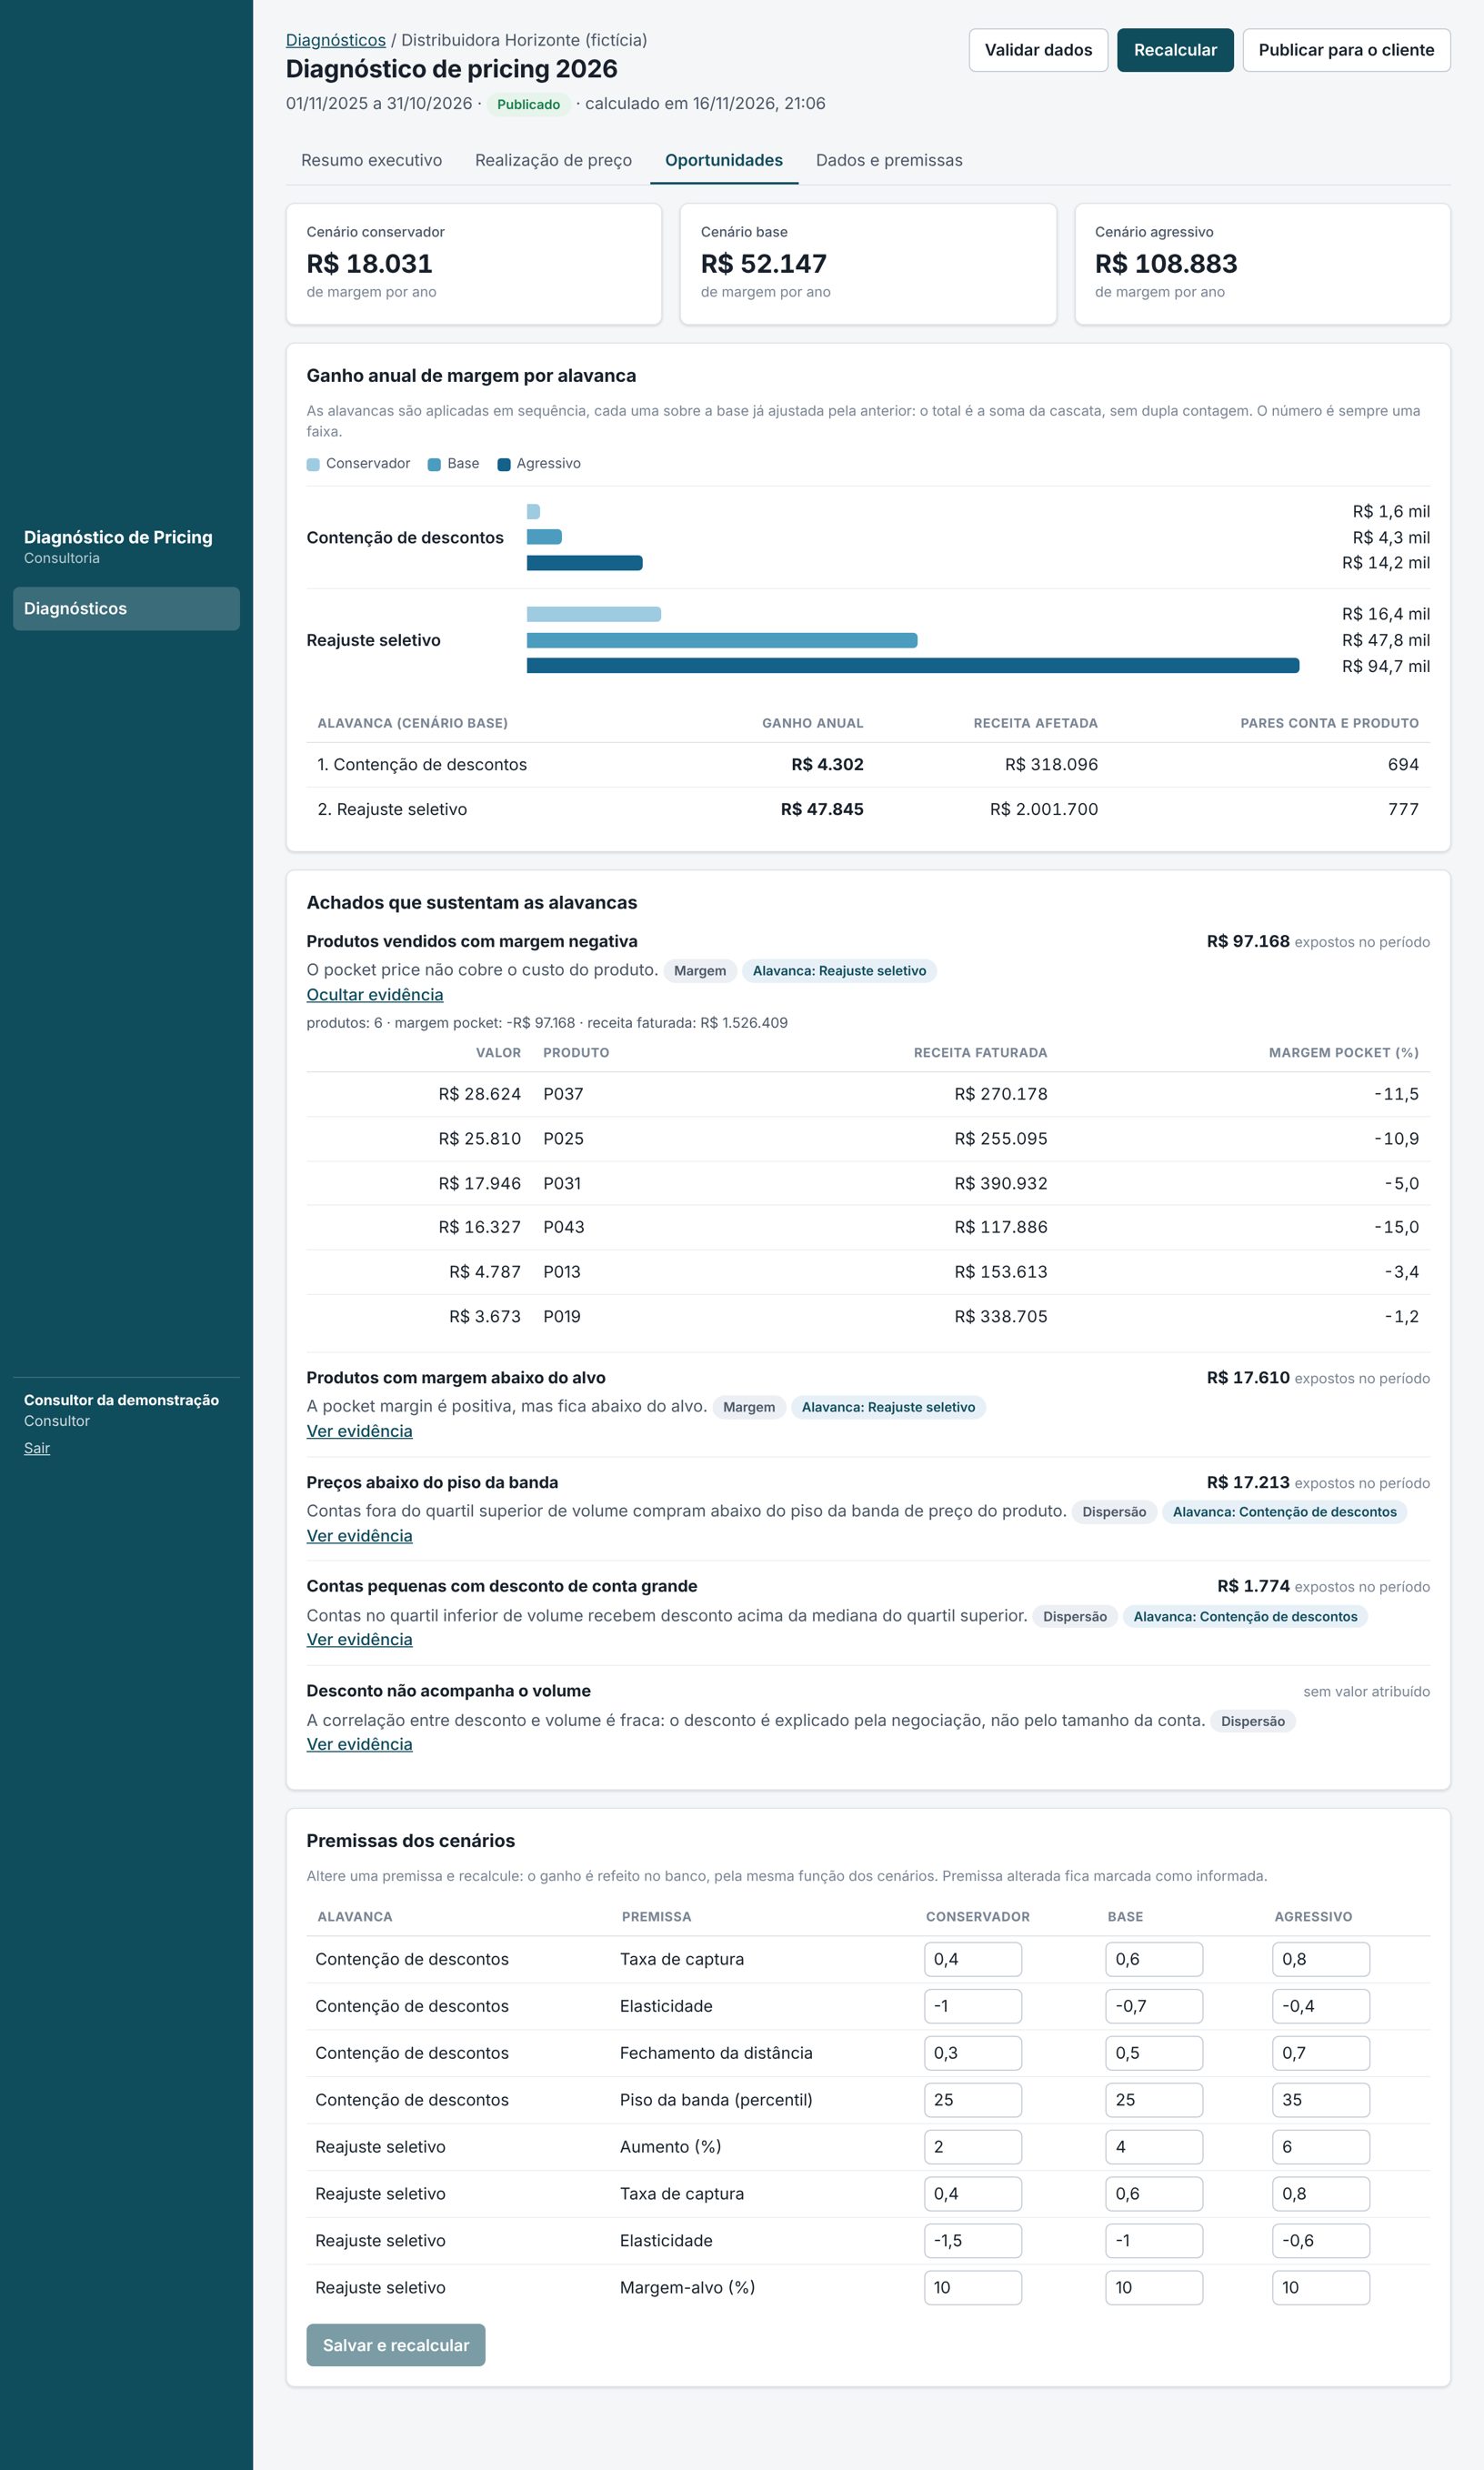 Diagnóstico de Pricing
Consultoria
Diagnósticos
Consultor da demonstração
Consultor
Sair
Diagnósticos / Distribuidora Horizonte (fictícia)
Diagnóstico de pricing 2026
01/11/2025 a 31/10/2026 · Publicado · calculado em 16/11/2026, 21:06
Validar dados Recalcular Publicar para o cliente
Resumo executivo Realização de preço Oportunidades Dados e premissas
Cenário conservador
R$ 18.031
de margem por ano
Cenário base
R$ 52.147
de margem por ano
Cenário agressivo
R$ 108.883
de margem por ano
Ganho anual de margem por alavanca
As alavancas são aplicadas em sequência, cada uma sobre a base já ajustada pela anterior: o total é a soma da cascata, sem dupla contagem. O número é sempre uma
faixa.
Conservador Base Agressivo
Contenção de descontos
R$ 1,6 mil
R$ 4,3 mil
R$ 14,2 mil
Reajuste seletivo
R$ 16,4 mil
R$ 47,8 mil
R$ 94,7 mil
ALAVANCA (CENÁRIO BASE) GANHO ANUAL RECEITA AFETADA PARES CONTA E PRODUTO
1. Contenção de descontos R$ 4.302 R$ 318.096 694
2. Reajuste seletivo R$ 47.845 R$ 2.001.700 777
Achados que sustentam as alavancas
Produtos vendidos com margem negativa R$ 97.168 expostos no período
O pocket price não cobre o custo do produto. Margem Alavanca: Reajuste seletivo
Ocultar evidência
produtos: 6 · margem pocket: -R$ 97.168 · receita faturada: R$ 1.526.409
VALOR PRODUTO RECEITA FATURADA MARGEM POCKET (%)
R$ 28.624 P037 R$ 270.178 -11,5
R$ 25.810 P025 R$ 255.095 -10,9
R$ 17.946 P031 R$ 390.932 -5,0
R$ 16.327 P043 R$ 117.886 -15,0
R$ 4.787 P013 R$ 153.613 -3,4
R$ 3.673 P019 R$ 338.705 -1,2
Produtos com margem abaixo do alvo R$ 17.610 expostos no período
A pocket margin é positiva, mas fica abaixo do alvo. Margem Alavanca: Reajuste seletivo
Ver evidência
Preços abaixo do piso da banda R$ 17.213 expostos no período
Contas fora do quartil superior de volume compram abaixo do piso da banda de preço do produto. Dispersão Alavanca: Contenção de descontos
Ver evidência
Contas pequenas com desconto de conta grande R$ 1.774 expostos no período
Contas no quartil inferior de volume recebem desconto acima da mediana do quartil superior. Dispersão Alavanca: Contenção de descontos
Ver evidência
Desconto não acompanha o volume sem valor atribuído
A correlação entre desconto e volume é fraca: o desconto é explicado pela negociação, não pelo tamanho da conta. Dispersão
Ver evidência
Premissas dos cenários
Altere uma premissa e recalcule: o ganho é refeito no banco, pela mesma função dos cenários. Premissa alterada fica marcada como informada.
ALAVANCA PREMISSA CONSERVADOR BASE AGRESSIVO
Contenção de descontos Taxa de captura 0,4 0,6 0,8
Contenção de descontos Elasticidade -1 -0,7 -0,4
Contenção de descontos Fechamento da distância 0,3 0,5 0,7
Contenção de descontos Piso da banda (percentil) 25 25 35
Reajuste seletivo Aumento (%) 2 4 6
Reajuste seletivo Taxa de captura 0,4 0,6 0,8
Reajuste seletivo Elasticidade -1,5 -1 -0,6
Reajuste seletivo Margem-alvo (%) 10 10 10
Salvar e recalcular